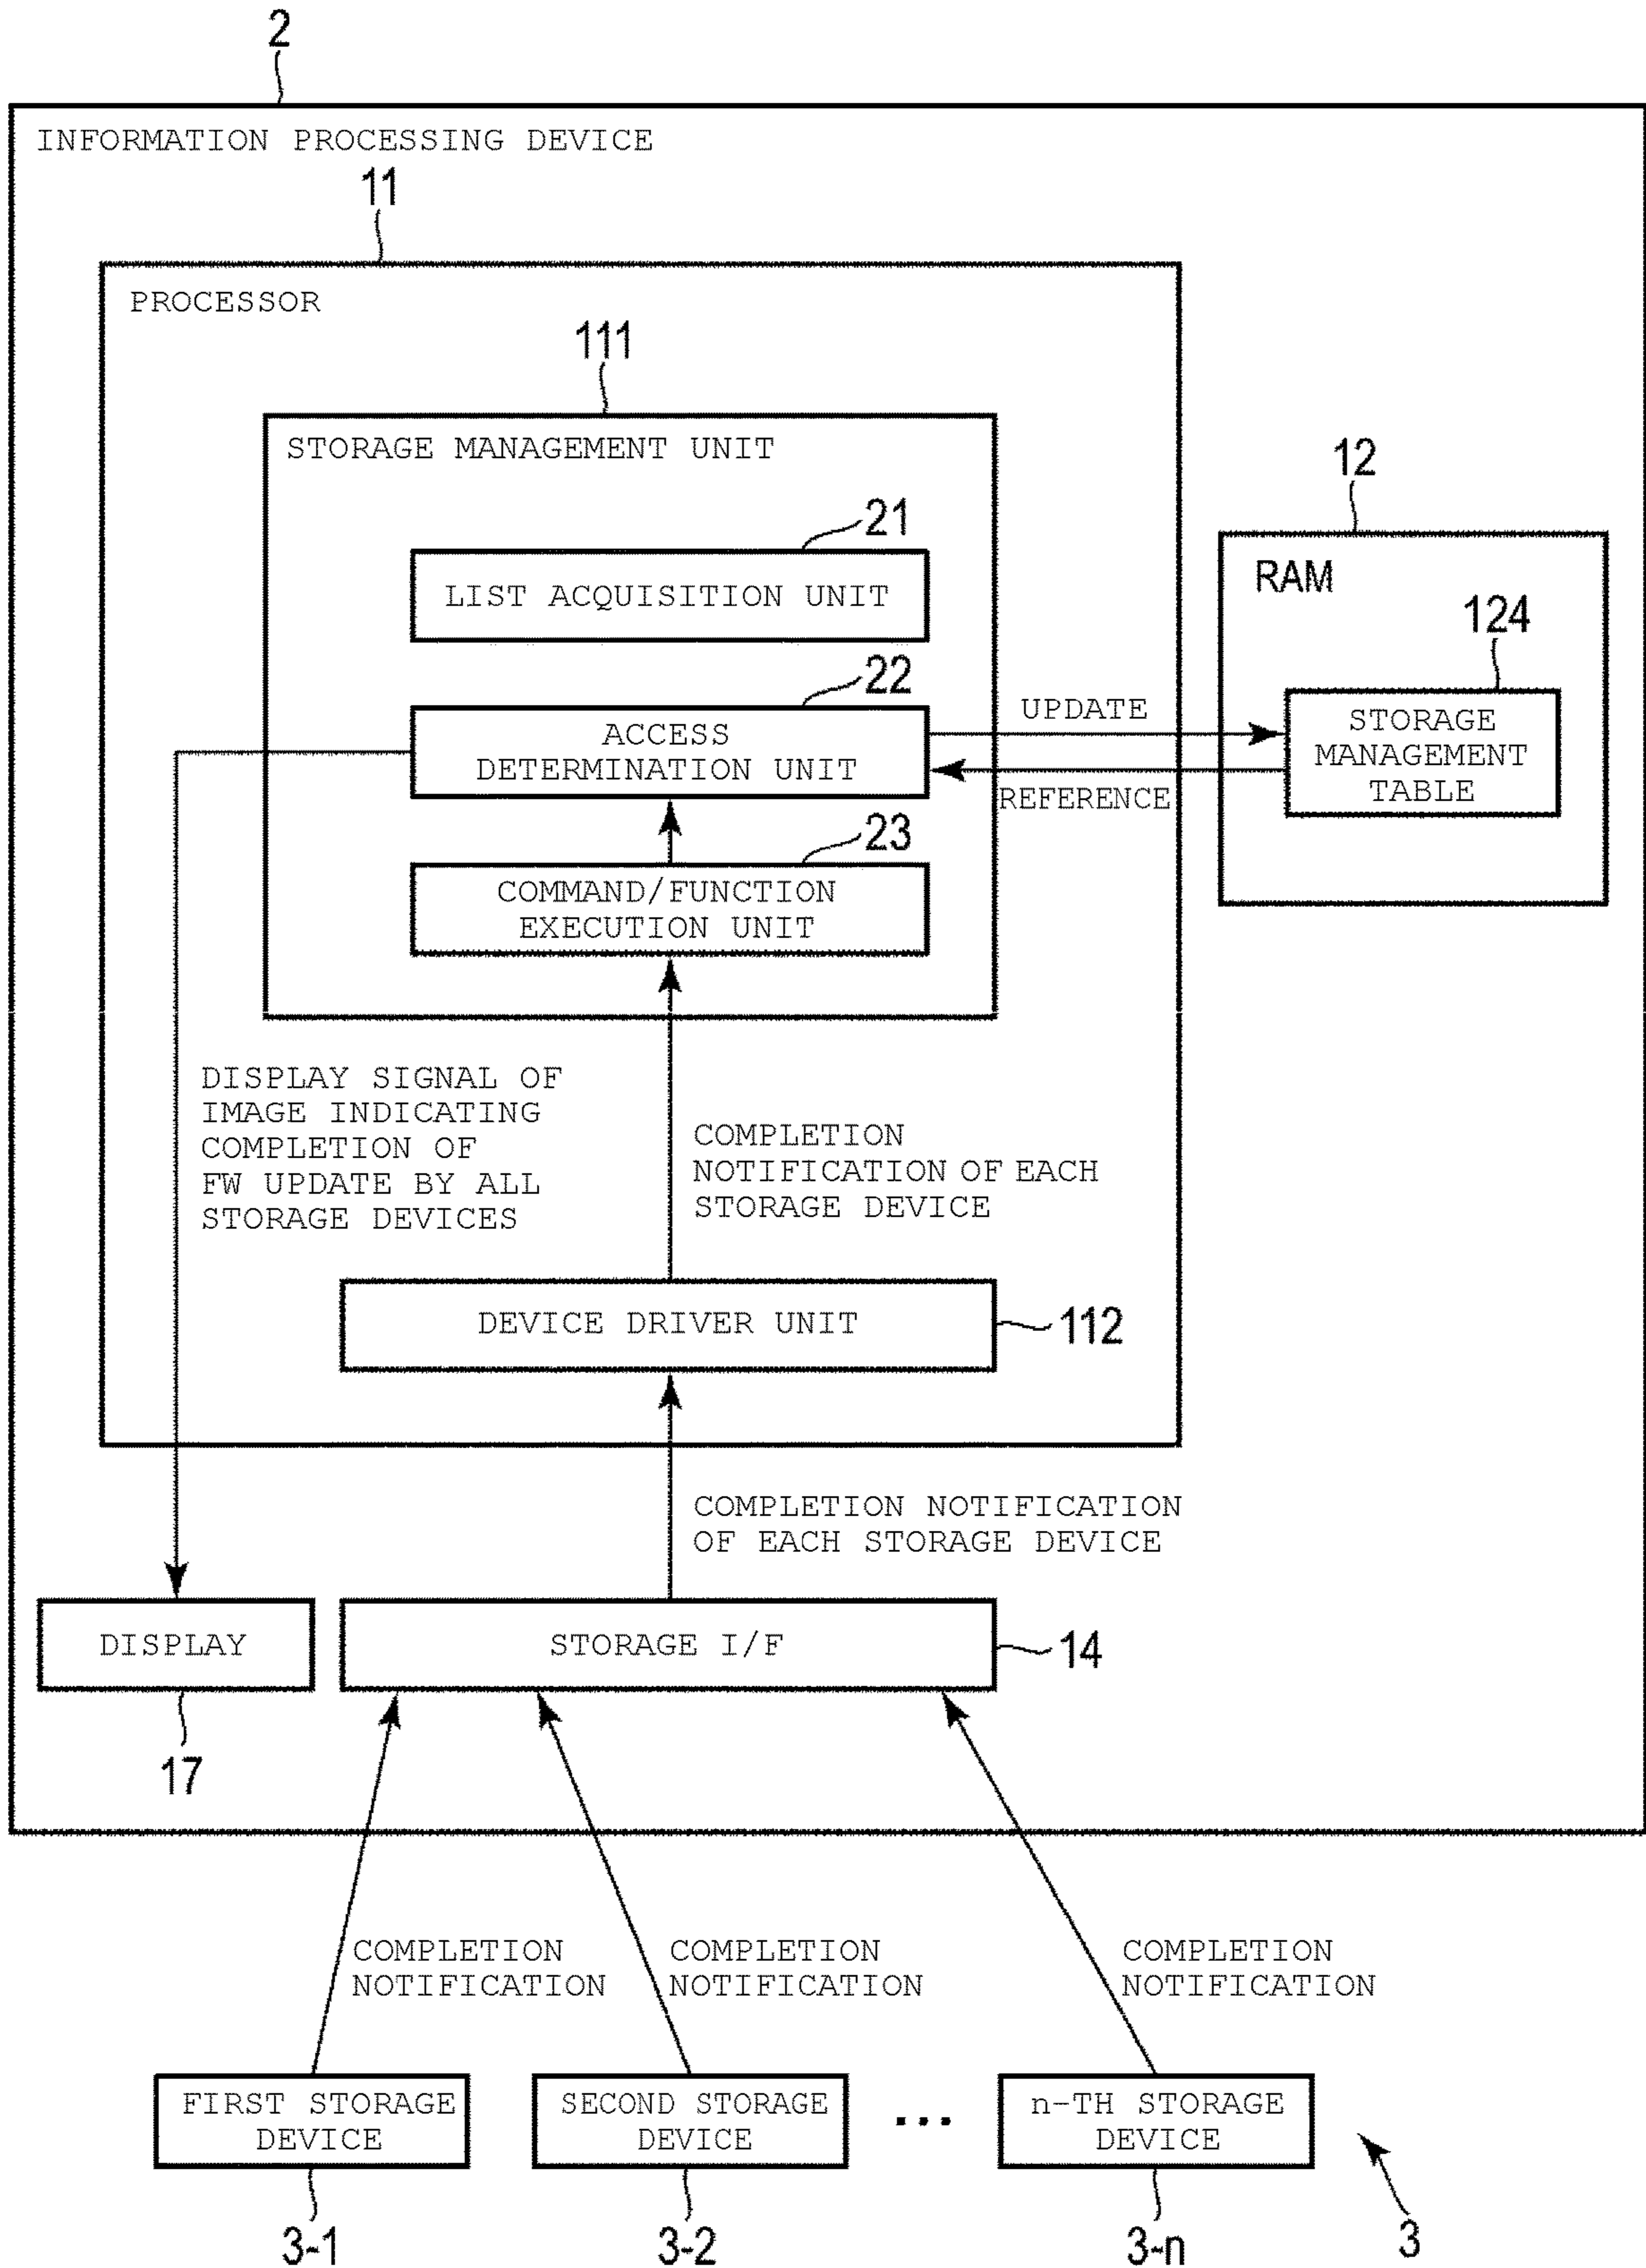 2
INFORMATION PROCESSING DEVICE
11
PROCESSOR
111
STORAGE MANAGEMENT UNIT
12
21
RAM
LIST ACQUISITION UNIT
124
22
UPDATE
STORAGE
MANAGEMENT
TABLE
ACCESS
DETERMINATION UNIT
REFERENCE
23
COMMAND/FUNCTION
EXECUTION UNIT
DISPLAY SIGNAL OF
IMAGE INDICATING
COMPLETION OF
FW UPDATE BY ALL
STORAGE DEVICES
COMPLETION
NOTIFICATION OF EACH
STORAGE DEVICE
DEVICE DRIVER UNIT
112
COMPLETION NOTIFICATION
OF EACH STORAGE DEVICE
DISPLAY
STORAGE I/F
14
17
COMPLETION
NOTIFICATION
COMPLETION
NOTIFICATION
COMPLETION
NOTIFICATION
FIRST STORAGE
DEVICE
SECOND STORAGE
DEVICE
...
n-TH STORAGE
DEVICE
3-1
3-2
3-n
3